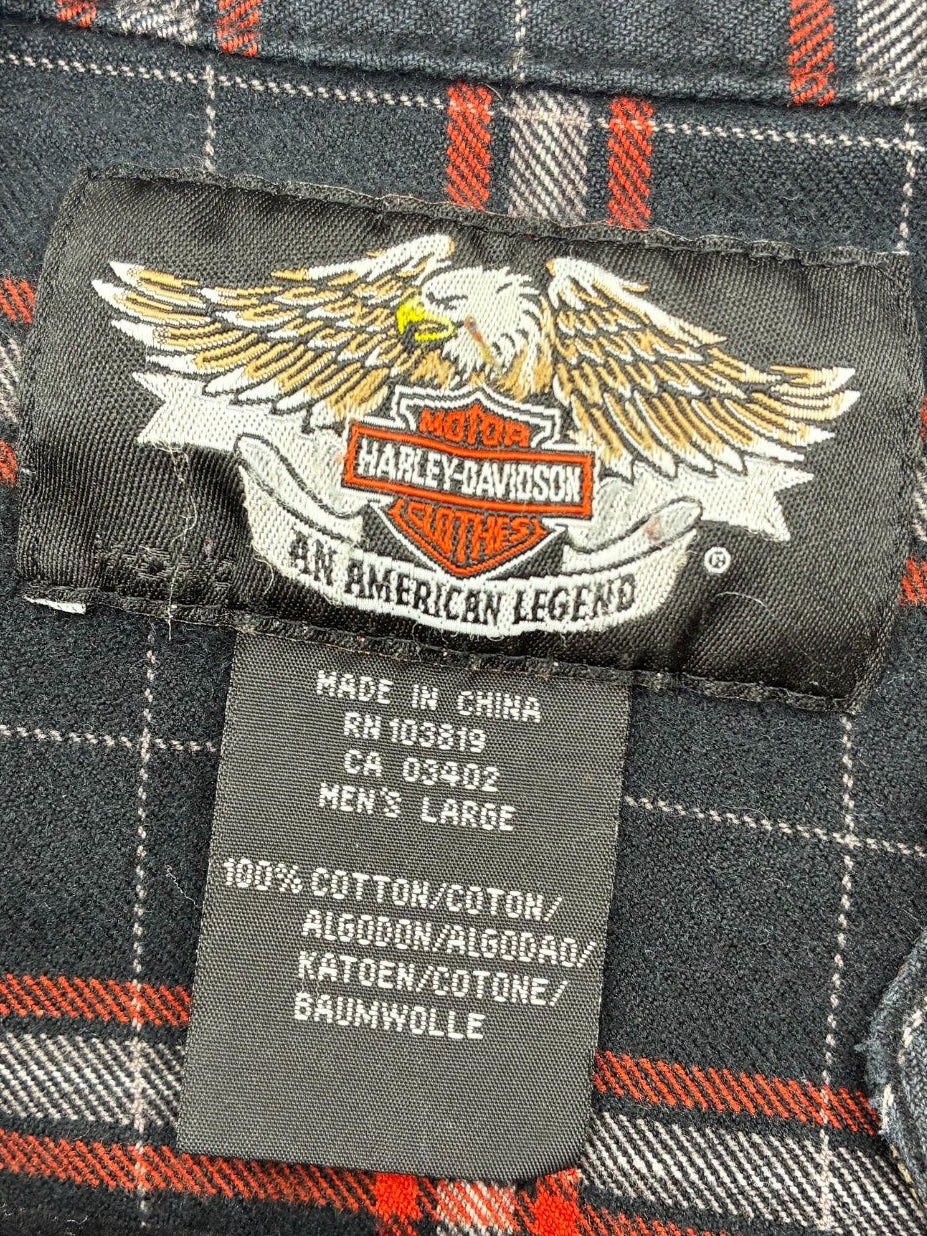 MOTOR
HARLEY-DAVIDSON
CLOTHES
AN AMERICAN LEGEND
®
MADE IN CHINA
RN 103819
CA 03402
MEN'S LARGE
100% COTTON/COTON/
ALGODON/ALGODAO/
KATOEN/COTONE/
BAUMWOLLE